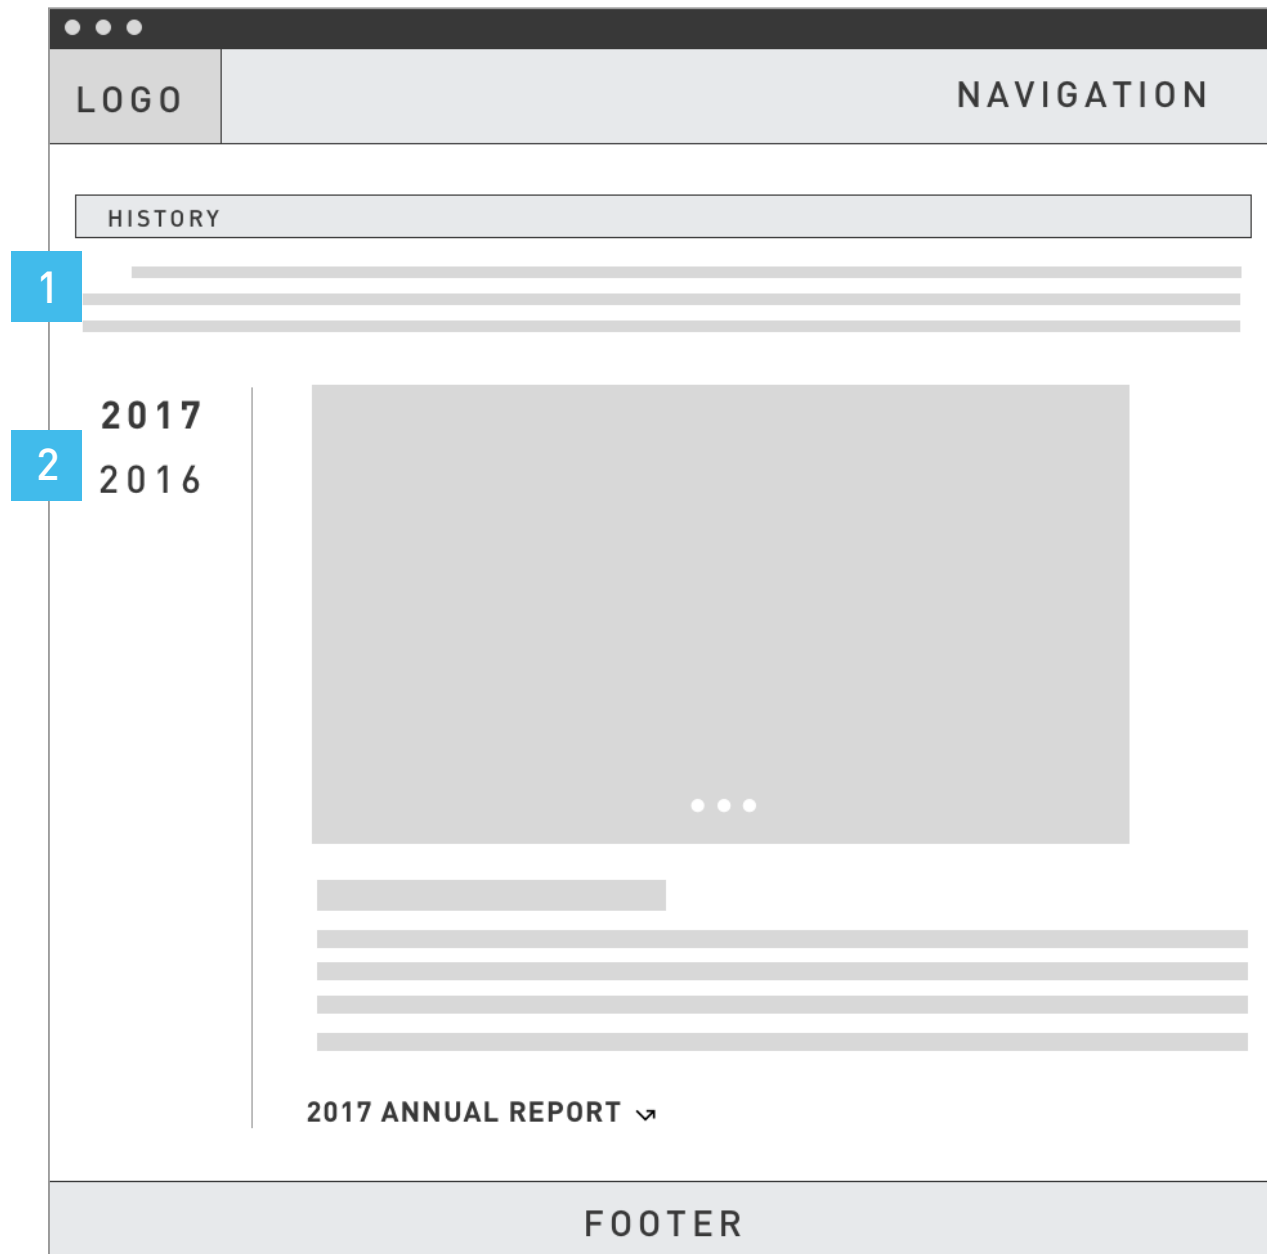 LOGO
NAVIGATION
HISTORY
1
2017
2
2016
2017 ANNUAL REPORT
FOOTER